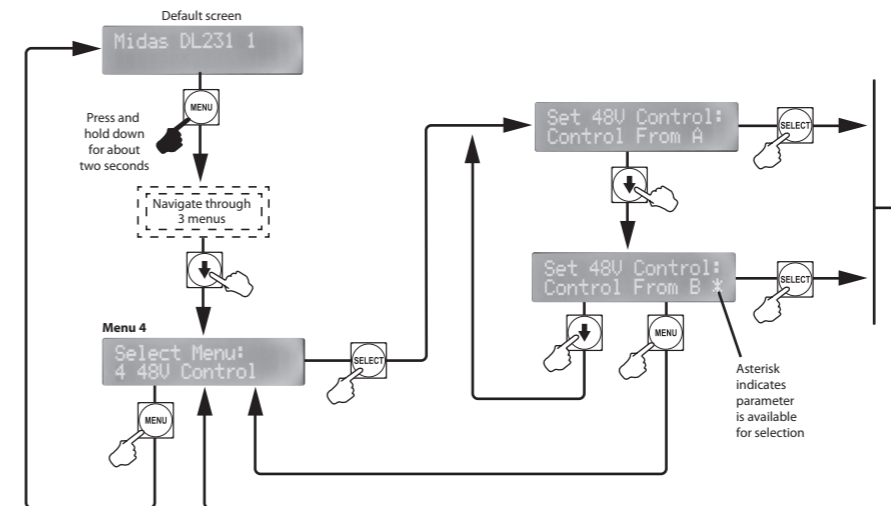 Default screen
Midas DL231 1
MENU
Press and
hold down
for about
two seconds
Navigate through
3 menus
Menu 4
Select Menu:
4 48V Control
SELECT
MENU
Set 48V Control:
Control From A
SELECT
Set 48V Control:
Control From B *
SELECT
MENU
Asterisk
indicates
parameter
is available
for selection